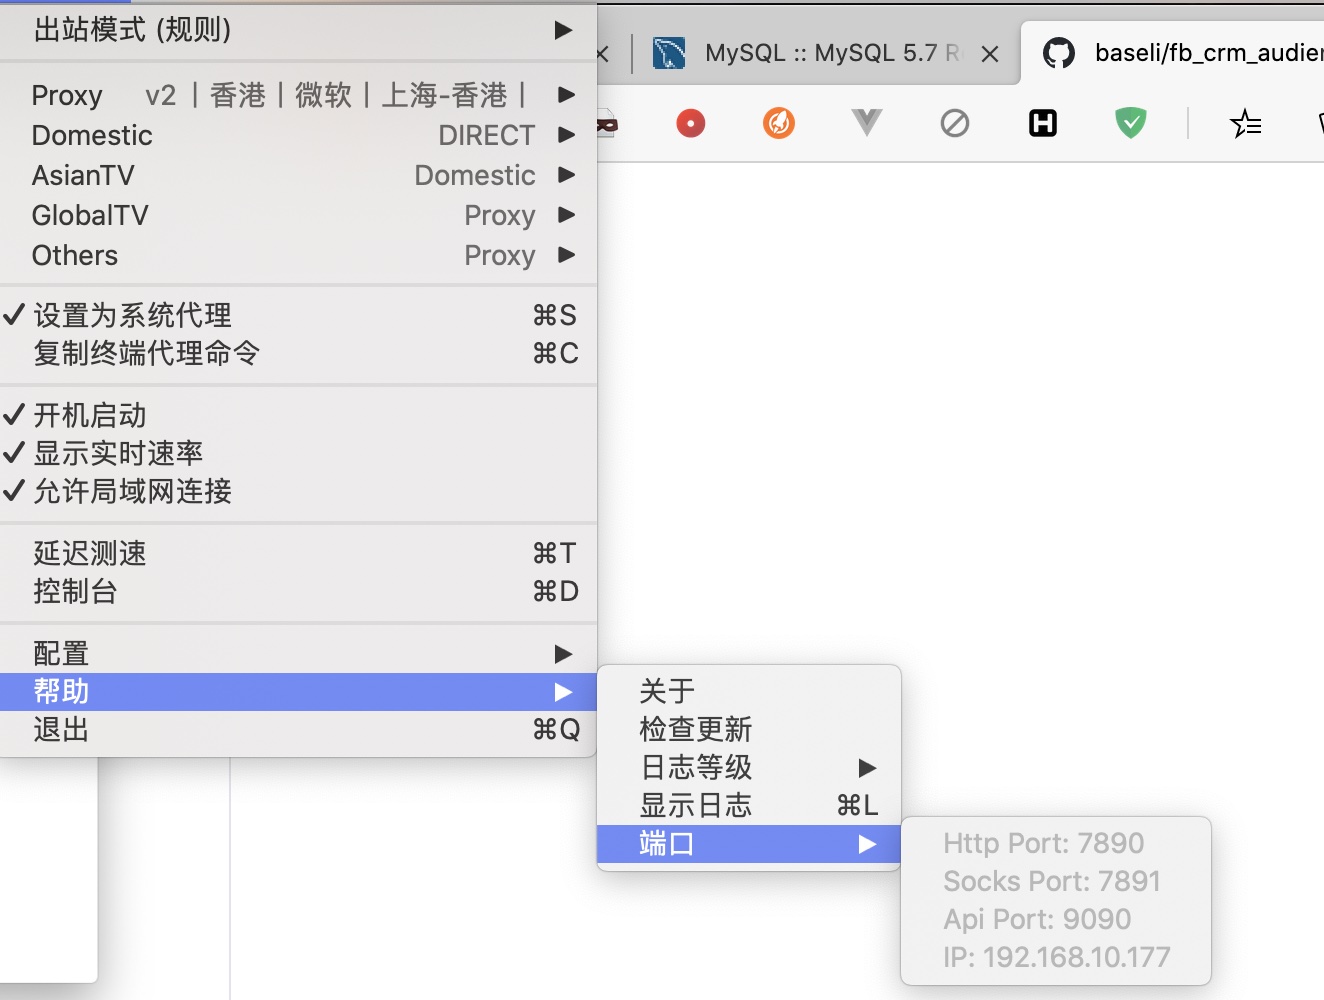 出站模式 (规则)
MySQL :: MySQL 5.7 R
baseli/fb_crm_audie
Proxy v2 | 香港 | 微软 | 上海-香港 |
Domestic DIRECT
AsianTV Domestic
GlobalTV Proxy
Others Proxy
✓ 设置为系统代理 ⌘S
复制终端代理命令 ⌘C
✓ 开机启动
✓ 显示实时速率
✓ 允许局域网连接
延迟测速 ⌘T
控制台 ⌘D
配置
帮助
退出 ⌘Q
关于
检查更新
日志等级
显示日志 ⌘L
端口
Http Port: 7890
Socks Port: 7891
Api Port: 9090
IP: 192.168.10.177